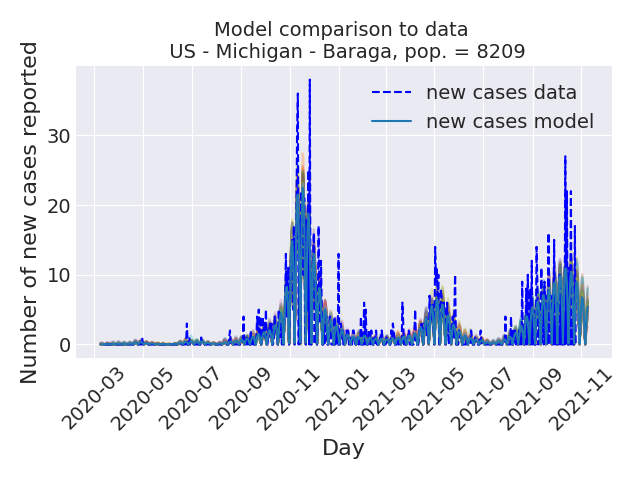 Model comparison to data
US - Michigan - Baraga, pop. = 8209
Number of new cases reported
30
20
10
0
new cases data
new cases model
2020-03
2020-05
2020-07
2020-09
2020-11
2021-01
2021-03
2021-05
2021-07
2021-09
2021-11
Day